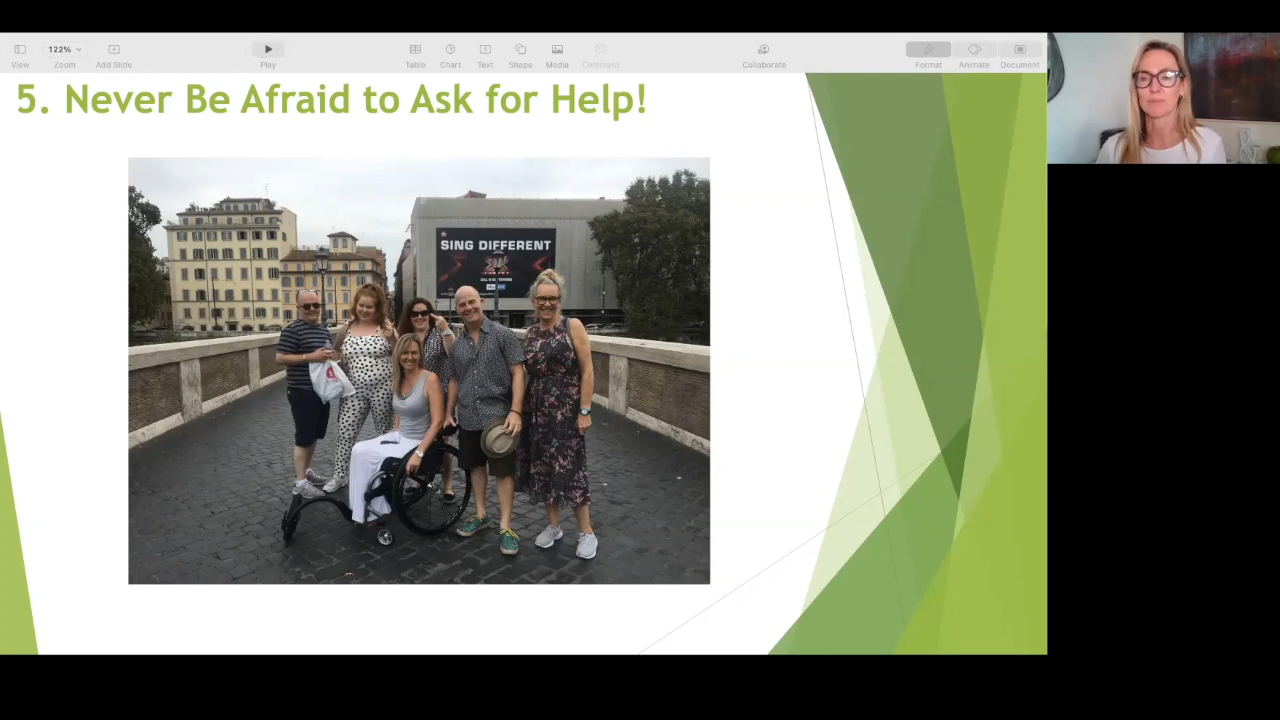 122%
View
Zoom
Add Slide
Play
Table
Chart
Text
Shape
Media
Comment
Collaborate
Format
Animate
Document
5. Never Be Afraid to Ask for Help!
SING DIFFERENT